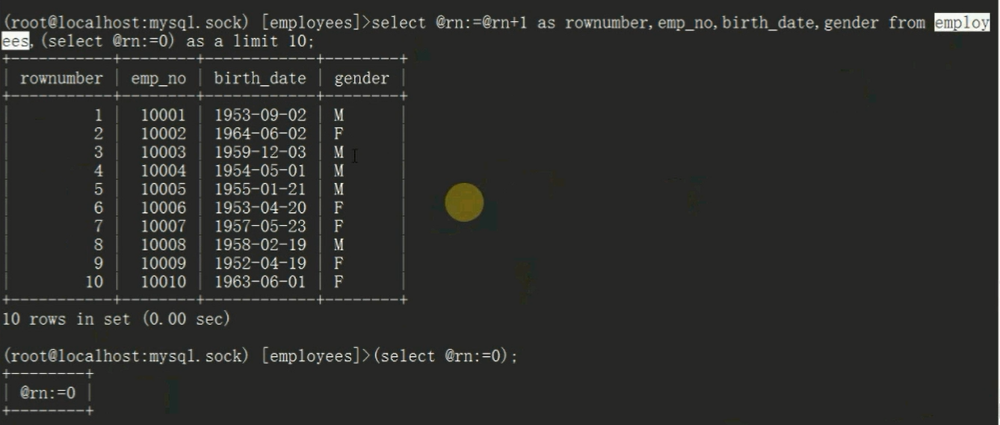 (root@localhost:mysql.sock) [employees]>select @rn:=@rn+1 as rownumber,emp_no,birth_date,gender from employ
ees,(select @rn:=0) as a limit 10;
+-----------+--------+------------+--------+
| rownumber | emp_no | birth_date | gender |
+-----------+--------+------------+--------+
| 1 | 10001 | 1953-09-02 | M |
| 2 | 10002 | 1964-06-02 | F |
| 3 | 10003 | 1959-12-03 | M |
| 4 | 10004 | 1954-05-01 | M |
| 5 | 10005 | 1955-01-21 | M |
| 6 | 10006 | 1953-04-20 | F |
| 7 | 10007 | 1957-05-23 | F |
| 8 | 10008 | 1958-02-19 | M |
| 9 | 10009 | 1952-04-19 | F |
| 10 | 10010 | 1963-06-01 | F |
+-----------+--------+------------+--------+
10 rows in set (0.00 sec)
(root@localhost:mysql.sock) [employees]>(select @rn:=0);
+--------+
| @rn:=0 |
+--------+